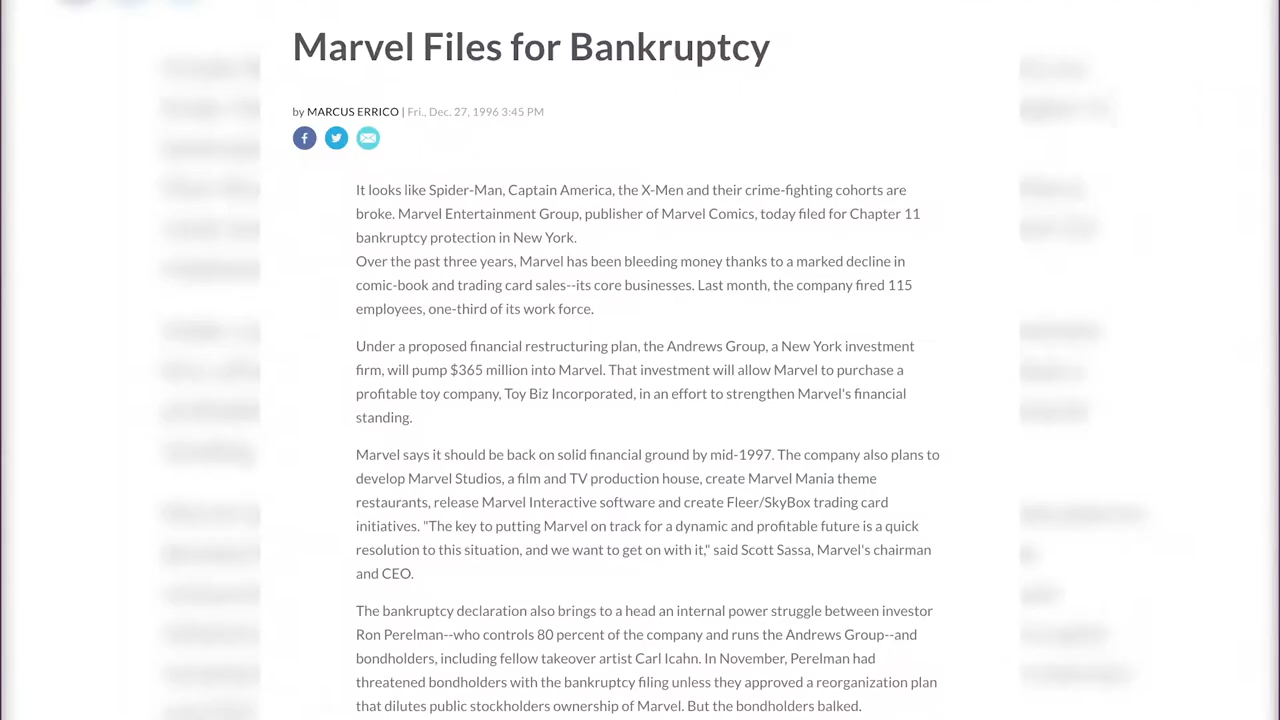 Marvel Files for Bankruptcy
by MARCUS ERRICO | Fri., Dec. 27, 1996 3:45 PM
It looks like Spider-Man, Captain America, the X-Men and their crime-fighting cohorts are
broke. Marvel Entertainment Group, publisher of Marvel Comics, today filed for Chapter 11
bankruptcy protection in New York.
Over the past three years, Marvel has been bleeding money thanks to a marked decline in
comic-book and trading card sales--its core businesses. Last month, the company fired 115
employees, one-third of its work force.
Under a proposed financial restructuring plan, the Andrews Group, a New York investment
firm, will pump $365 million into Marvel. That investment will allow Marvel to purchase a
profitable toy company, Toy Biz Incorporated, in an effort to strengthen Marvel's financial
standing.
Marvel says it should be back on solid financial ground by mid-1997. The company also plans to
develop Marvel Studios, a film and TV production house, create Marvel Mania theme
restaurants, release Marvel Interactive software and create Fleer/SkyBox trading card
initiatives. "The key to putting Marvel on track for a dynamic and profitable future is a quick
resolution to this situation, and we want to get on with it," said Scott Sassa, Marvel's chairman
and CEO.
The bankruptcy declaration also brings to a head an internal power struggle between investor
Ron Perelman--who controls 80 percent of the company and runs the Andrews Group--and
bondholders, including fellow takeover artist Carl Icahn. In November, Perelman had
threatened bondholders with the bankruptcy filing unless they approved a reorganization plan
that dilutes public stockholders ownership of Marvel. But the bondholders balked.